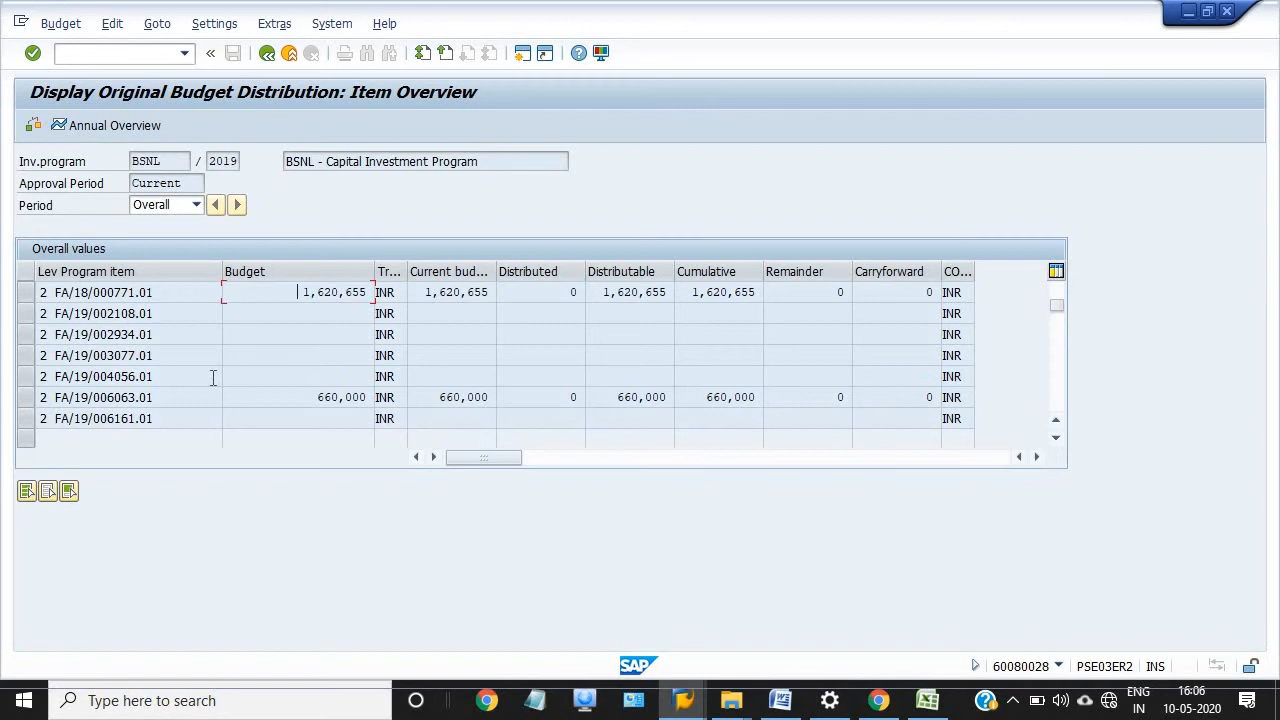 Budget Edit Goto Settings Extras System Help
Display Original Budget Distribution: Item Overview
Annual Overview
Inv.program BSNL / 2019 BSNL - Capital Investment Program
Approval Period Current
Period Overall
Overall values
Lev Program item Budget Tr... Current bud... Distributed Distributable Cumulative Remainder Carryforward CO...
2 FA/18/000771.01 1,620,655 INR 1,620,655 0 1,620,655 1,620,655 0 0 INR
2 FA/19/002108.01 INR INR
2 FA/19/002934.01 INR INR
2 FA/19/003077.01 INR INR
2 FA/19/004056.01 INR INR
2 FA/19/006063.01 660,000 INR 660,000 0 660,000 660,000 0 0 INR
2 FA/19/006161.01 INR INR
SAP 60080028 PSE03ER2 INS
Type here to search ENG 16:06
IN 10-05-2020